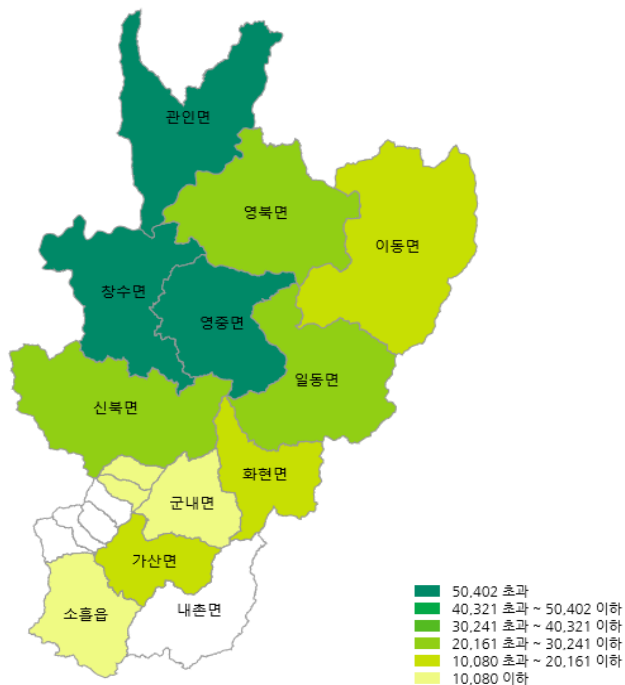 관인면
영북면
이동면
창수면
영중면
일동면
신북면
화현면
군내면
가산면
내촌면
소흘읍
50,402 초과
40,321 초과 ~ 50,402 이하
30,241 초과 ~ 40,321 이하
20,161 초과 ~ 30,241 이하
10,080 초과 ~ 20,161 이하
10,080 이하